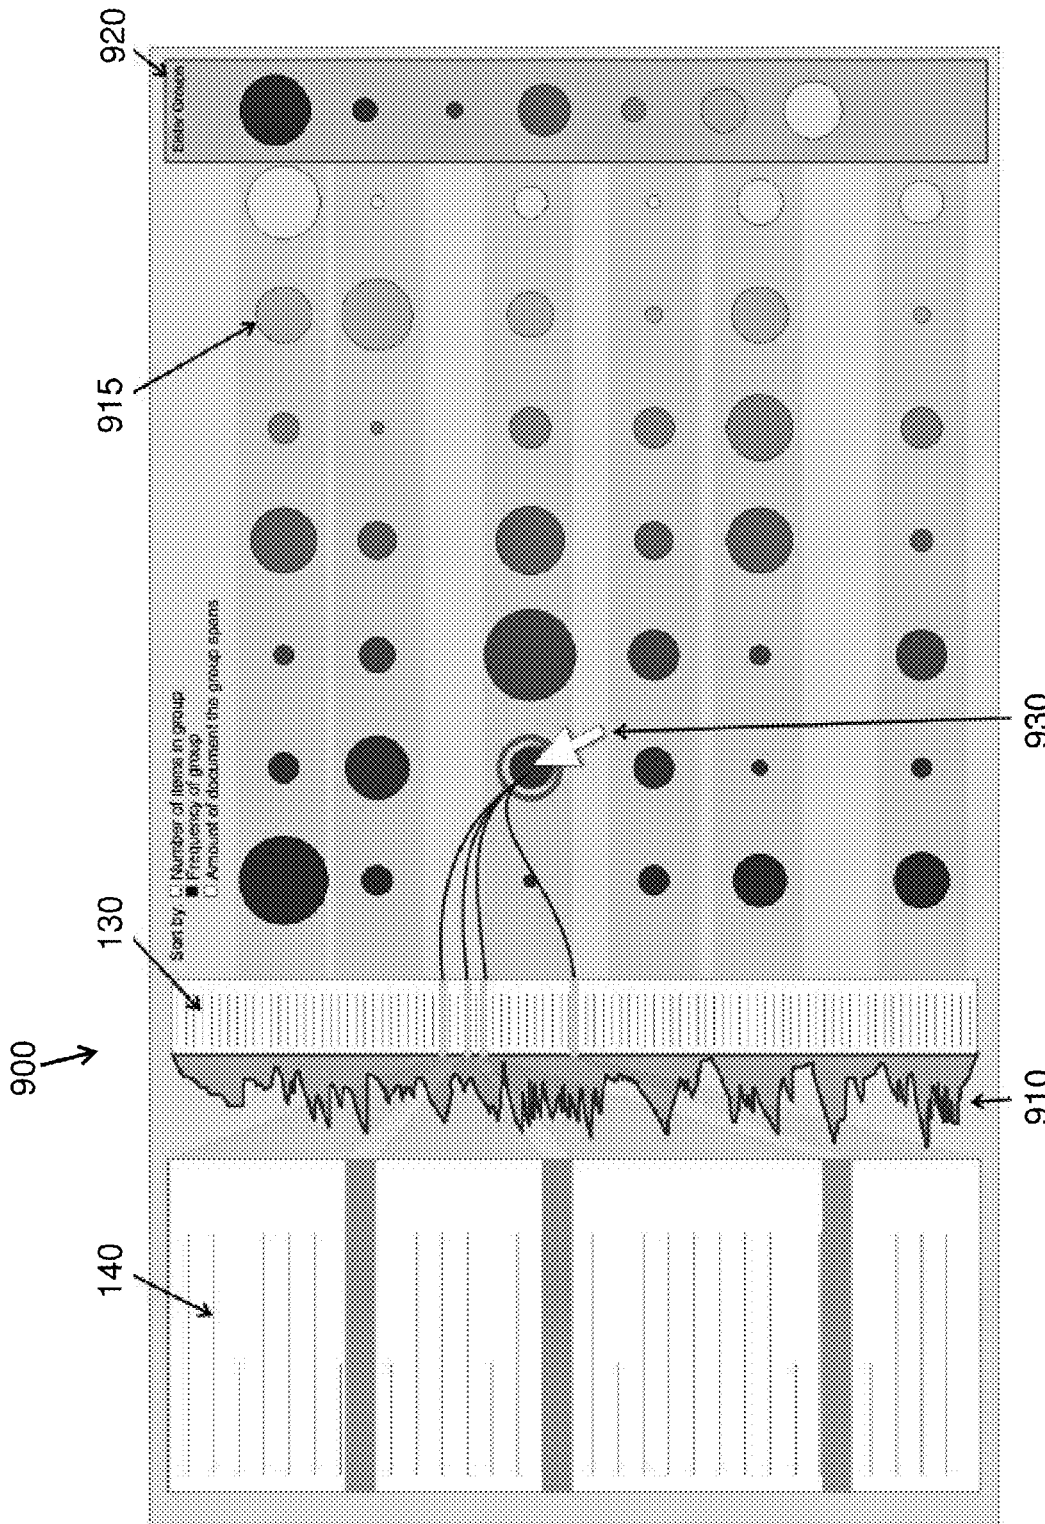 900
140
130
915
920
Sort by □ Number of items in group
■ Frequency of group
□ Amount of document the group spans
Groups
910
930